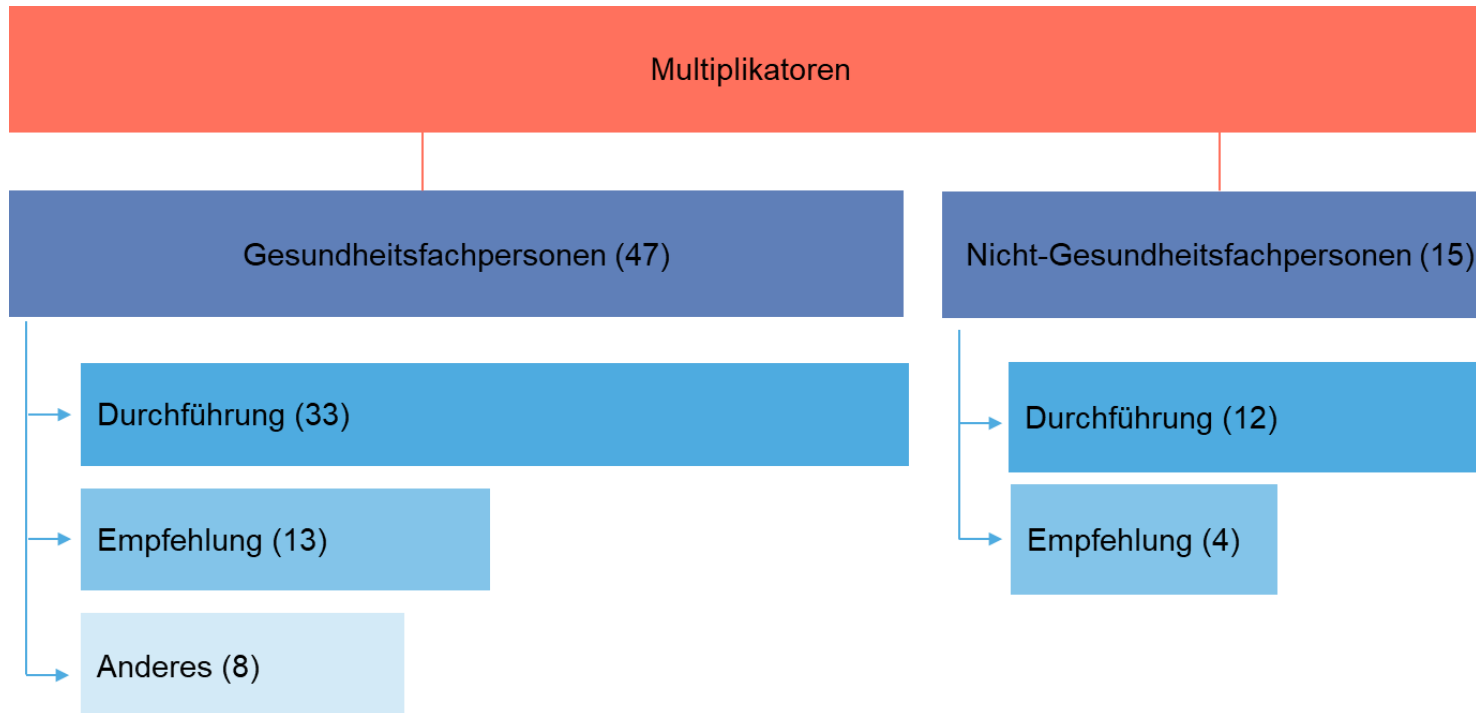 Multiplikatoren
Gesundheitsfachpersonen (47)
Nicht-Gesundheitsfachpersonen (15)
Durchführung (33)
Empfehlung (13)
Anderes (8)
Durchführung (12)
Empfehlung (4)